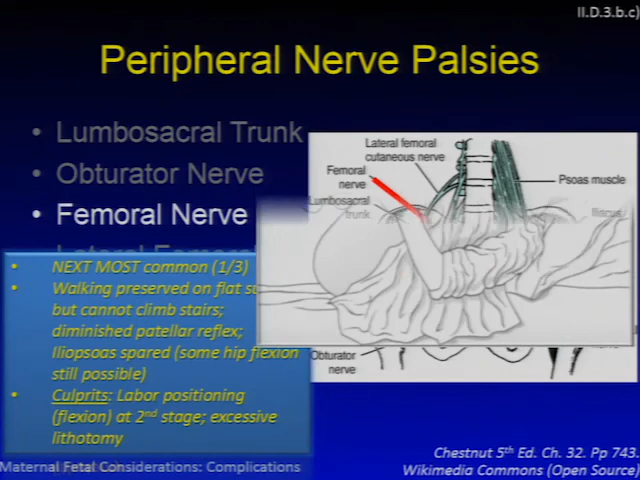 II.D.3.b.c)
Peripheral Nerve Palsies
• Lumbosacral Trunk
• Obturator Nerve
• Femoral Nerve
• Lateral Femoral
• NEXT MOST common (1/3)
• Walking preserved on flat
but cannot climb stairs;
diminished patellar reflex;
Iliopsoas spared (some hip flexion
still possible)
• Culprits: Labor positioning
(flexion) at 2nd stage; excessive
lithotomy
Lateral femoral
cutaneous nerve
Femoral
nerve
Lumbosacral
trunk
Psoas muscle
Iliacus
Obturator
nerve
Chestnut 5th Ed. Ch. 32. Pp 743.
Wikimedia Commons (Open Source)
Maternal Fetal Considerations: Complications